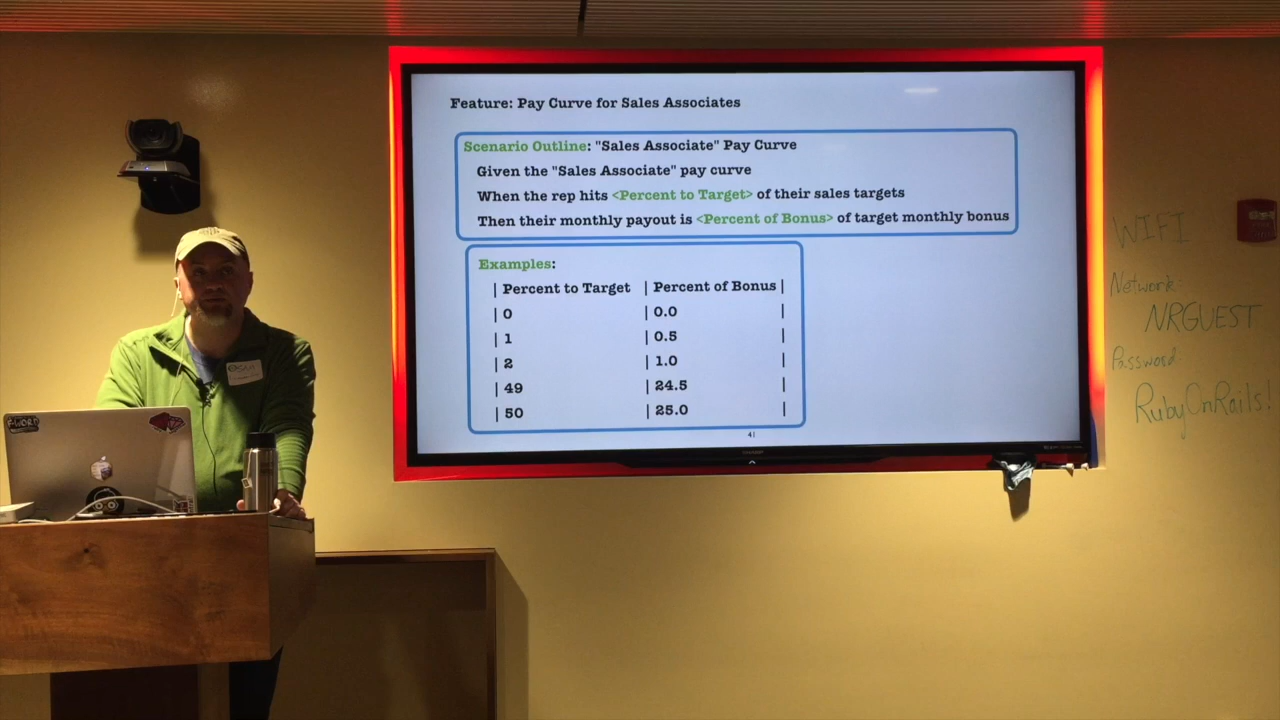 Feature: Pay Curve for Sales Associates
Scenario Outline: "Sales Associate" Pay Curve
Given the "Sales Associate" pay curve
When the rep hits <Percent to Target> of their sales targets
Then their monthly payout is <Percent of Bonus> of target monthly bonus
Examples:
| Percent to Target | Percent of Bonus |
| 0 | 0.0 |
| 1 | 0.5 |
| 2 | 1.0 |
| 49 | 24.5 |
| 50 | 25.0 |
41
WIFI
Network:
NRGUEST
Password:
RubyOnRails!